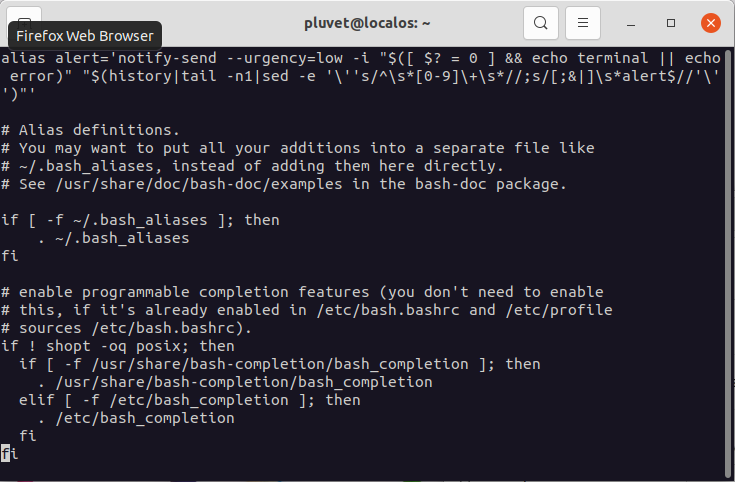 pluvet@localos: ~
Firefox Web Browser
alias alert='notify-send --urgency=low -i "$([ $? = 0 ] && echo terminal || echo
 error)" "$(history|tail -n1|sed -e '\''s/^\s*[0-9]\+\s*//;s/[;&|]\s*alert$//'\'
')"'
# Alias definitions.
# You may want to put all your additions into a separate file like
# ~/.bash_aliases, instead of adding them here directly.
# See /usr/share/doc/bash-doc/examples in the bash-doc package.
if [ -f ~/.bash_aliases ]; then
    . ~/.bash_aliases
fi
# enable programmable completion features (you don't need to enable
# this, if it's already enabled in /etc/bash.bashrc and /etc/profile
# sources /etc/bash.bashrc).
if ! shopt -oq posix; then
  if [ -f /usr/share/bash-completion/bash_completion ]; then
    . /usr/share/bash-completion/bash_completion
  elif [ -f /etc/bash_completion ]; then
    . /etc/bash_completion
  fi
fi